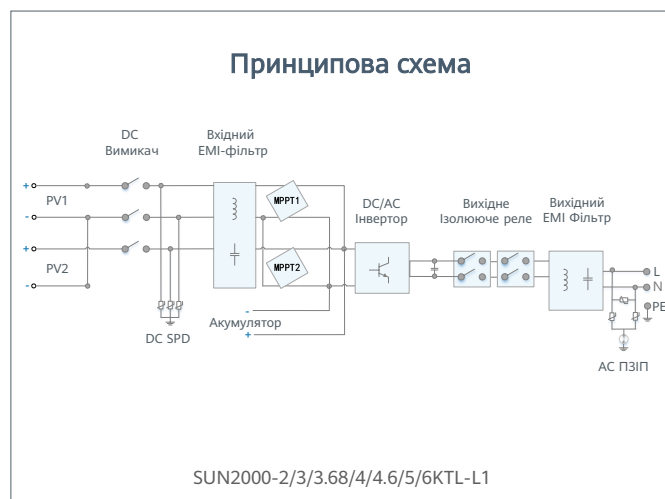 Принципова схема
DC
Вимикач
Вхідний
EMI-фільтр
DC/AC
Інвертор
Вихідне
Ізолююче реле
Вихідний
EMI Фільтр
+
PV1
-
+
PV2
-
MPPT1
MPPT2
L
N
PE
-
Акумулятор
+
DC SPD
АС ПЗІП
SUN2000-2/3/3.68/4/4.6/5/6KTL-L1